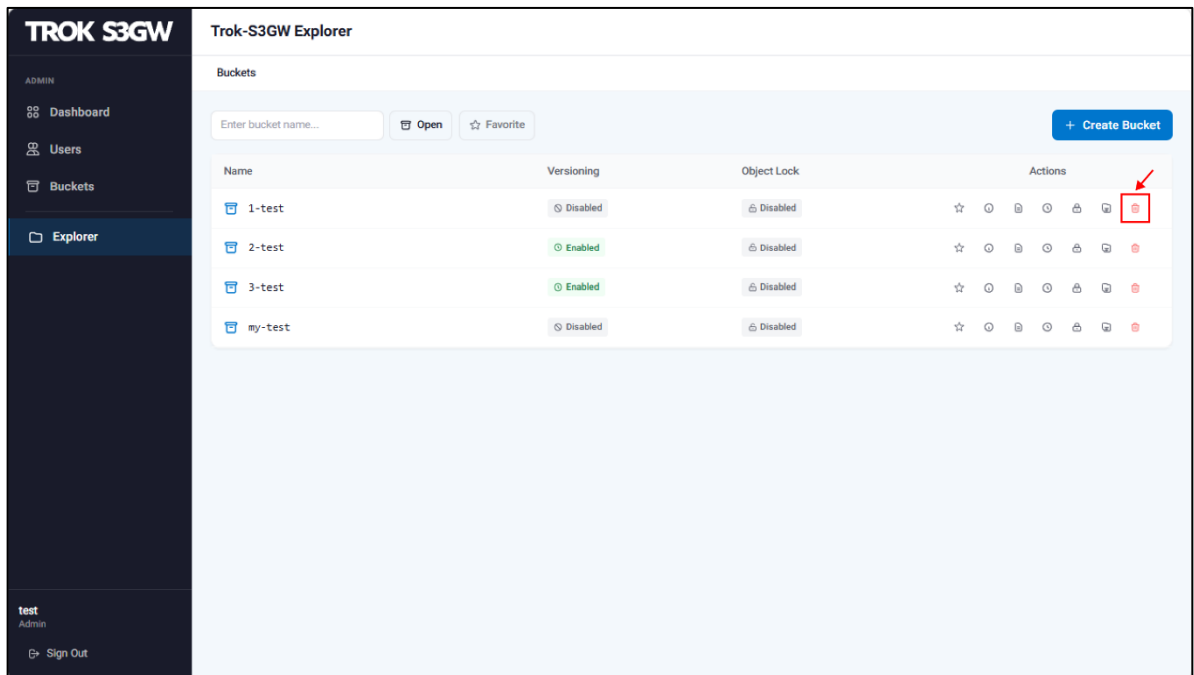 TROK S3GW
Trok-S3GW Explorer
ADMIN
Dashboard
Users
Buckets
Explorer
Buckets
Enter bucket name...
Open
Favorite
+ Create Bucket
Name Versioning Object Lock Actions
1-test Disabled Disabled
2-test Enabled Disabled
3-test Enabled Disabled
my-test Disabled Disabled
test
Admin
Sign Out